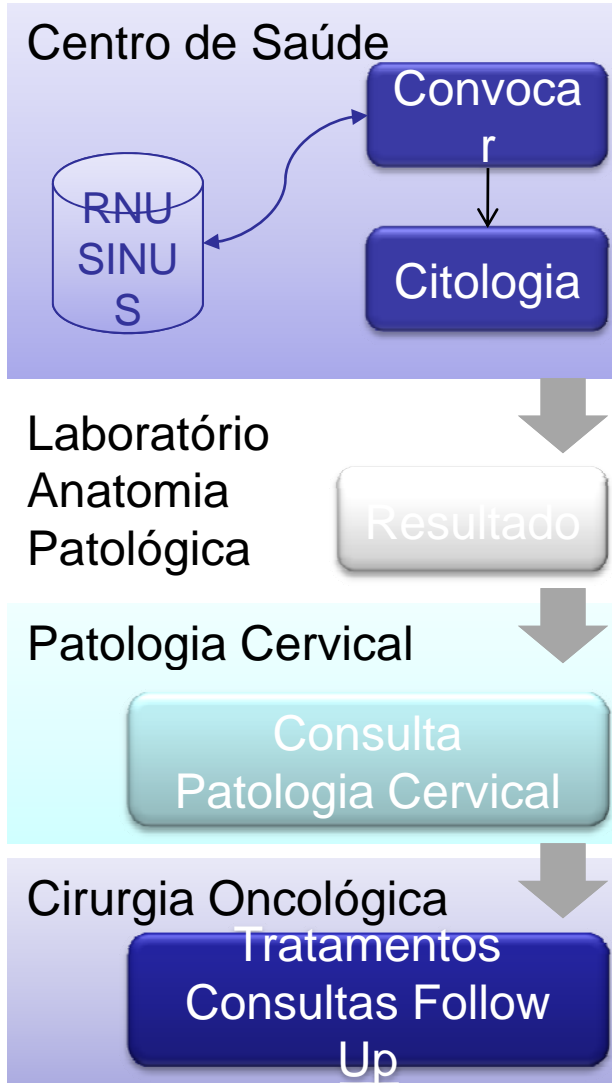 Centro de Saúde
Convoca
r
RNU
SINU
S
Citologia
Laboratório
Anatomia
Patológica
Resultado
Patologia Cervical
Consulta
Patologia Cervical
Cirurgia Oncológica
Tratamentos
Consultas Follow
Up